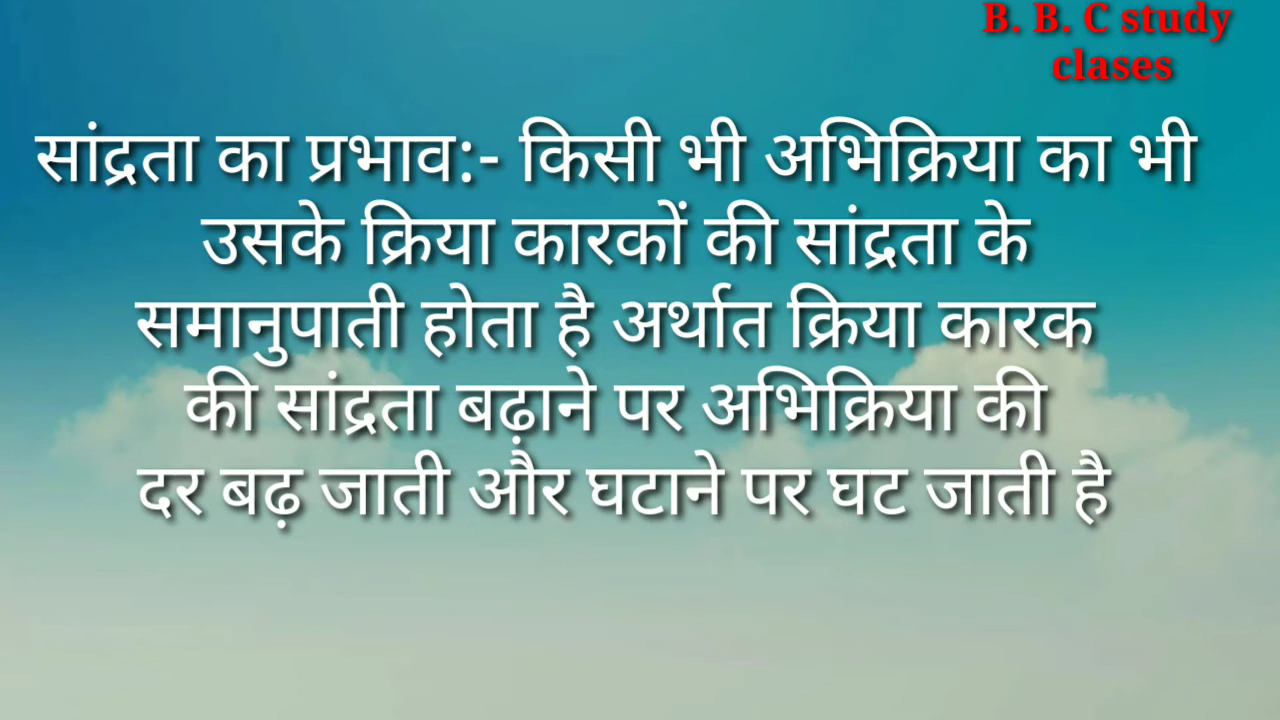 B. B. C study
clases
सांद्रता का प्रभाव:- किसी भी अभिक्रिया का भी
उसके क्रिया कारकों की सांद्रता के
समानुपाती होता है अर्थात क्रिया कारक
की सांद्रता बढ़ाने पर अभिक्रिया की
दर बढ़ जाती और घटाने पर घट जाती है